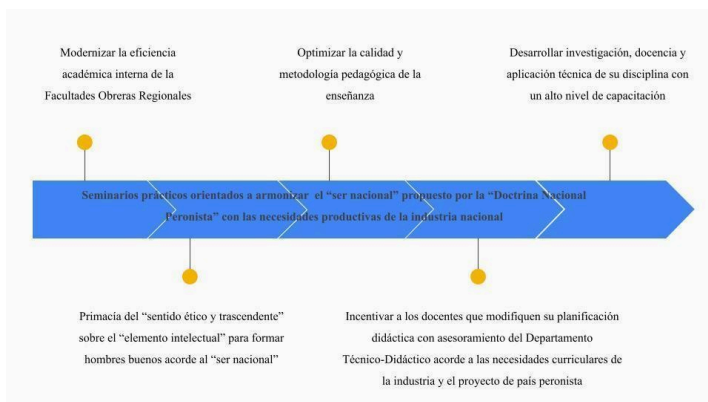 Modernizar la eficiencia
académica interna de la
Facultades Obreras Regionales
Optimizar la calidad y
metodología pedagógica de la
enseñanza
Desarrollar investigación, docencia y
aplicación técnica de su disciplina con
un alto nivel de capacitación
Seminarios prácticos orientados a armonizar el “ser nacional” propuesto por la “Doctrina Nacional
Peronista” con las necesidades productivas de la industria nacional
Primacía del “sentido ético y trascendente”
sobre el “elemento intelectual” para formar
hombres buenos acorde al “ser nacional”
Incentivar a los docentes que modifiquen su planificación
didáctica con asesoramiento del Departamento
Técnico-Didáctico acorde a las necesidades curriculares de
la industria y el proyecto de país peronista